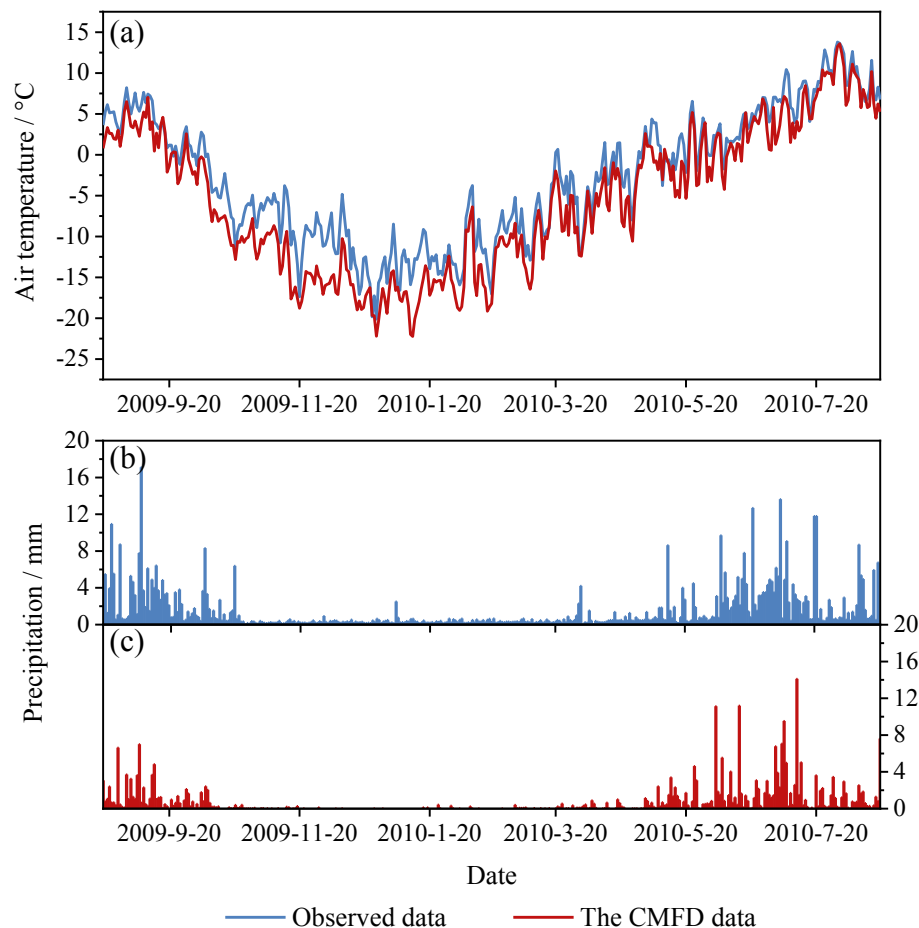 (a)
Air temperature / °C
15
10
5
0
-5
-10
-15
-20
-25
2009-9-20 2009-11-20 2010-1-20 2010-3-20 2010-5-20 2010-7-20
(b)
Precipitation / mm
20
16
12
8
4
0
(c)
20
16
12
8
4
0
2009-9-20 2009-11-20 2010-1-20 2010-3-20 2010-5-20 2010-7-20
Date
Observed data The CMFD data